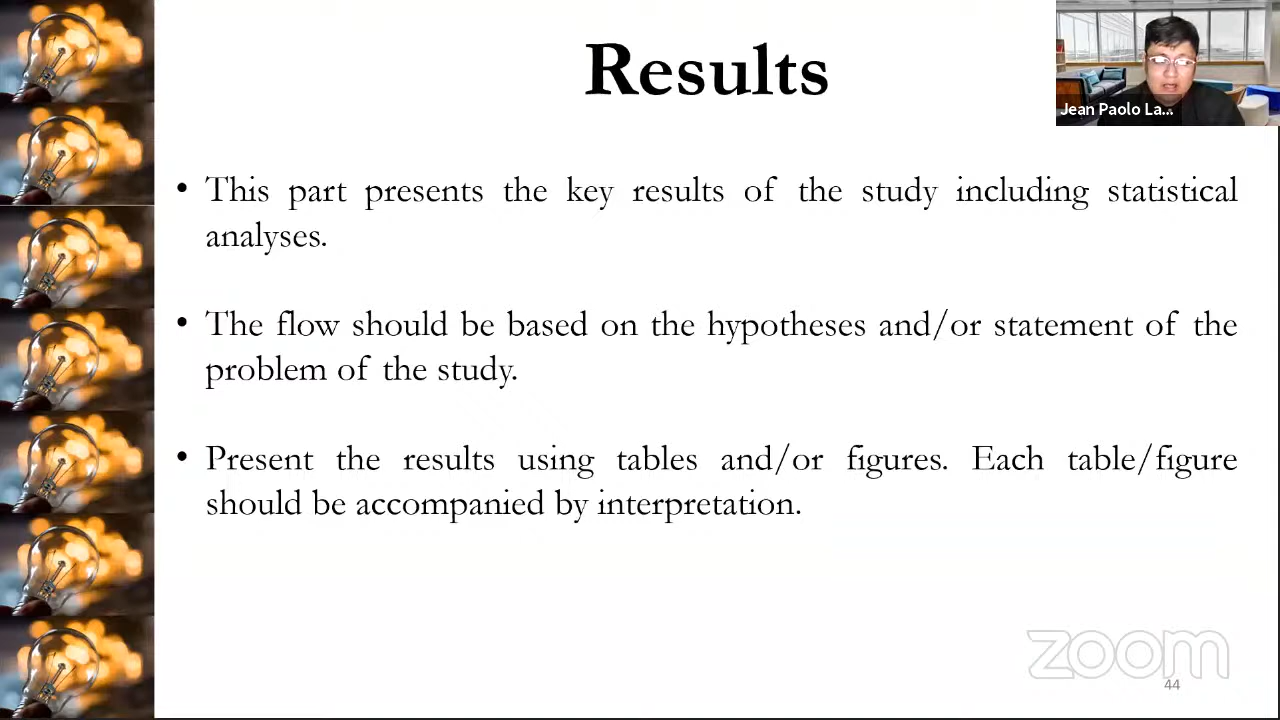 Results
Jean Paolo La...
• This part presents the key results of the study including statistical
analyses.
• The flow should be based on the hypotheses and/or statement of the
problem of the study.
• Present the results using tables and/or figures. Each table/figure
should be accompanied by interpretation.
zoom
44